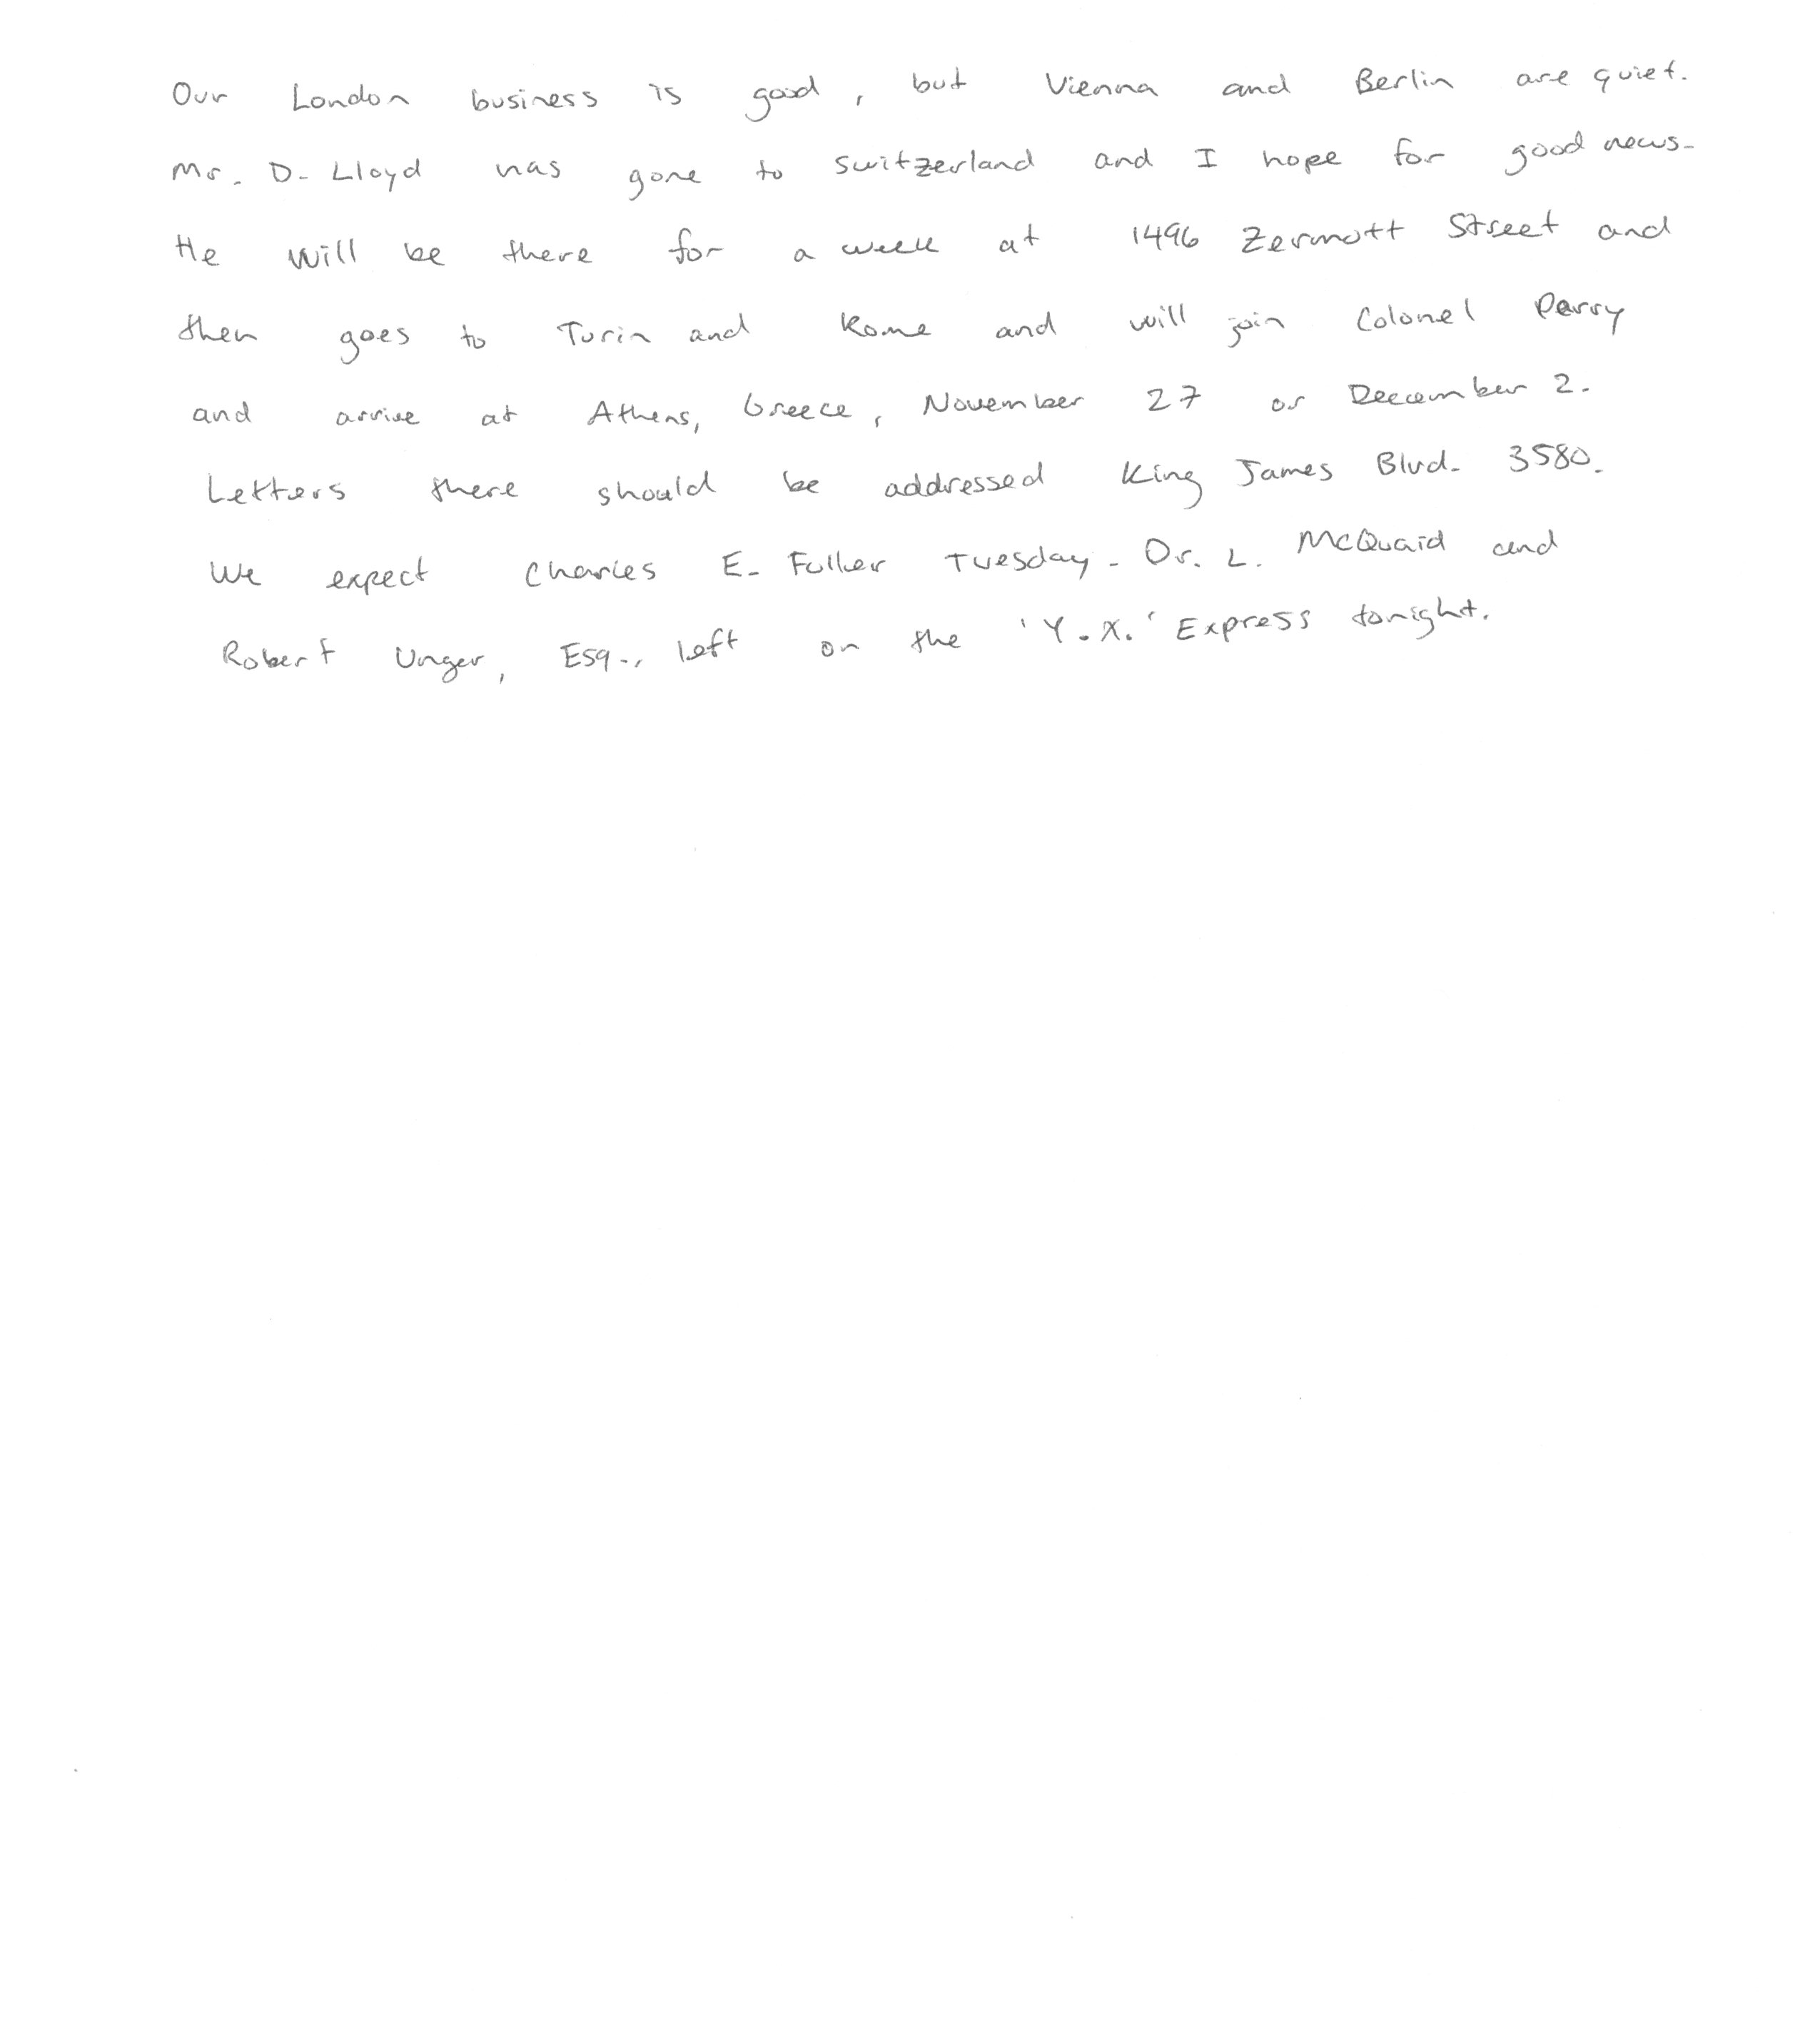 Our London business is good, but Vienna and Berlin are quiet.
Mr. D. Lloyd has gone to Switzerland and I hope for good news.
He will be there for a week at 1496 Zermott Street and
then goes to Turin and Rome and will join Colonel Parry
and arrive at Athens, Greece, November 27 or December 2.
Letters there should be addressed King James Blvd. 3580.
We expect Charles E. Fuller Tuesday. Dr. L. McQuaid and
Robert Unger, Esq., left on the 'Y.X.' Express tonight.